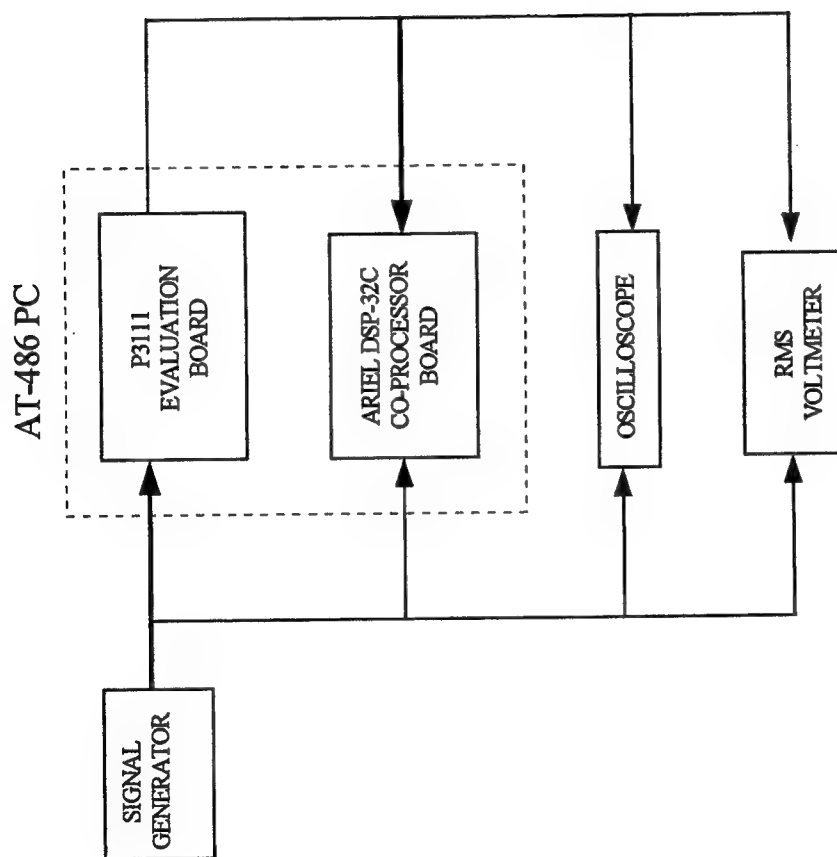 AT-486 PC
SIGNAL
GENERATOR
P3111
EVALUATION
BOARD
ARIEL DSP-32C
CO-PROCESSOR
BOARD
OSCILLOSCOPE
RMS
VOLTMETER